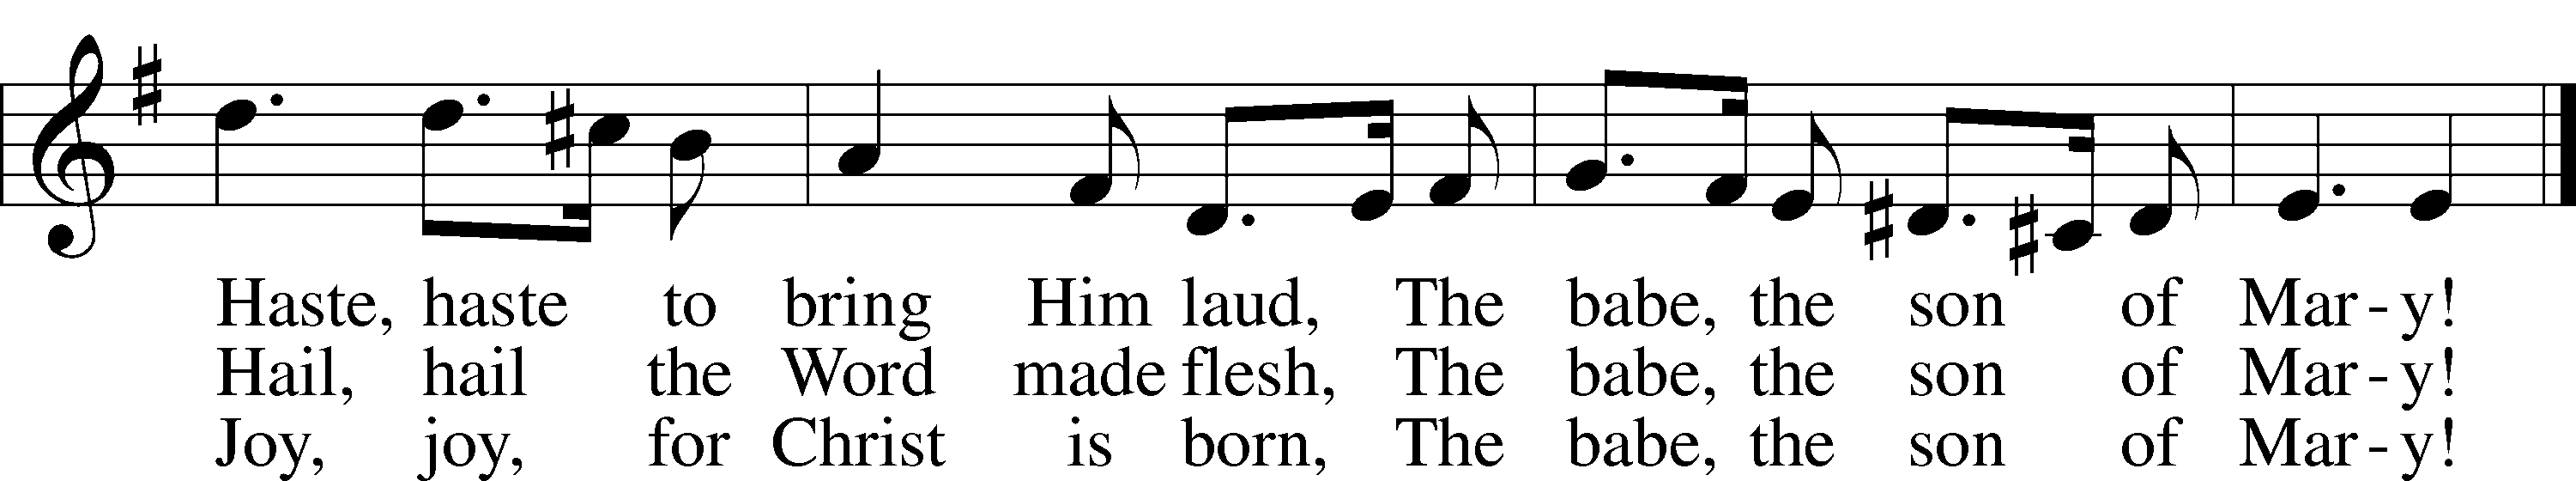 Haste, haste to bring Him laud, The babe, the son of Mar - y!
Hail, hail the Word made flesh, The babe, the son of Mar - y!
Joy, joy, for Christ is born, The babe, the son of Mar - y!